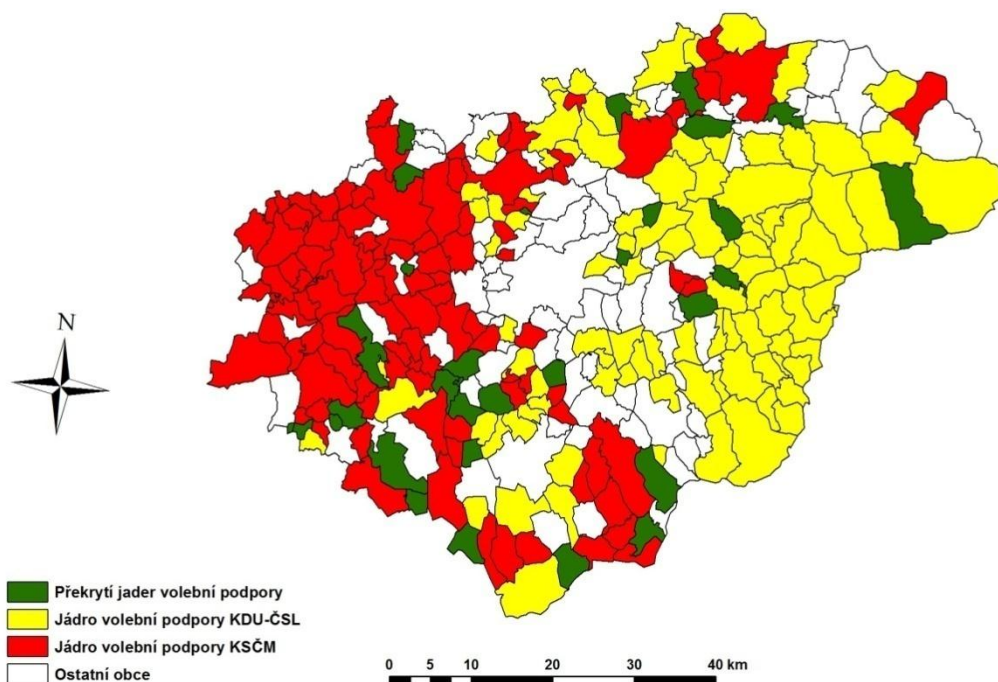 N
Překrytí jader volební podpory
Jádro volební podpory KDU-ČSL
Jádro volební podpory KSČM
Ostatní obce
0 5 10 20 30 40 km